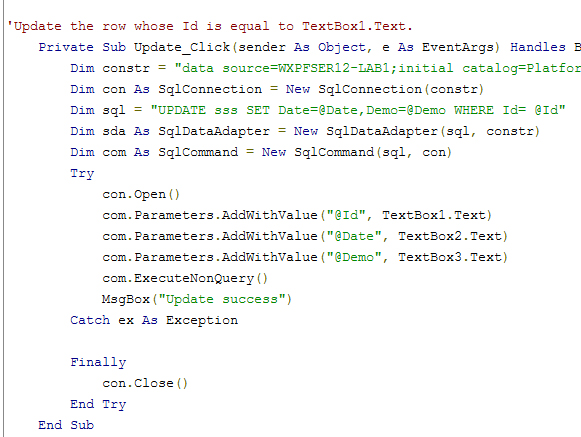 'Update the row whose Id is equal to TextBox1.Text.
Private Sub Update_Click(sender As Object, e As EventArgs) Handles B
Dim constr = "data source=WXPFSER12-LAB1;initial catalog=Platfor
Dim con As SqlConnection = New SqlConnection(constr)
Dim sql = "UPDATE sss SET Date=@Date,Demo=@Demo WHERE Id= @Id"
Dim sda As SqlDataAdapter = New SqlDataAdapter(sql, constr)
Dim com As SqlCommand = New SqlCommand(sql, con)
Try
con.Open()
com.Parameters.AddWithValue("@Id", TextBox1.Text)
com.Parameters.AddWithValue("@Date", TextBox2.Text)
com.Parameters.AddWithValue("@Demo", TextBox3.Text)
com.ExecuteNonQuery()
MsgBox("Update success")
Catch ex As Exception
Finally
con.Close()
End Try
End Sub